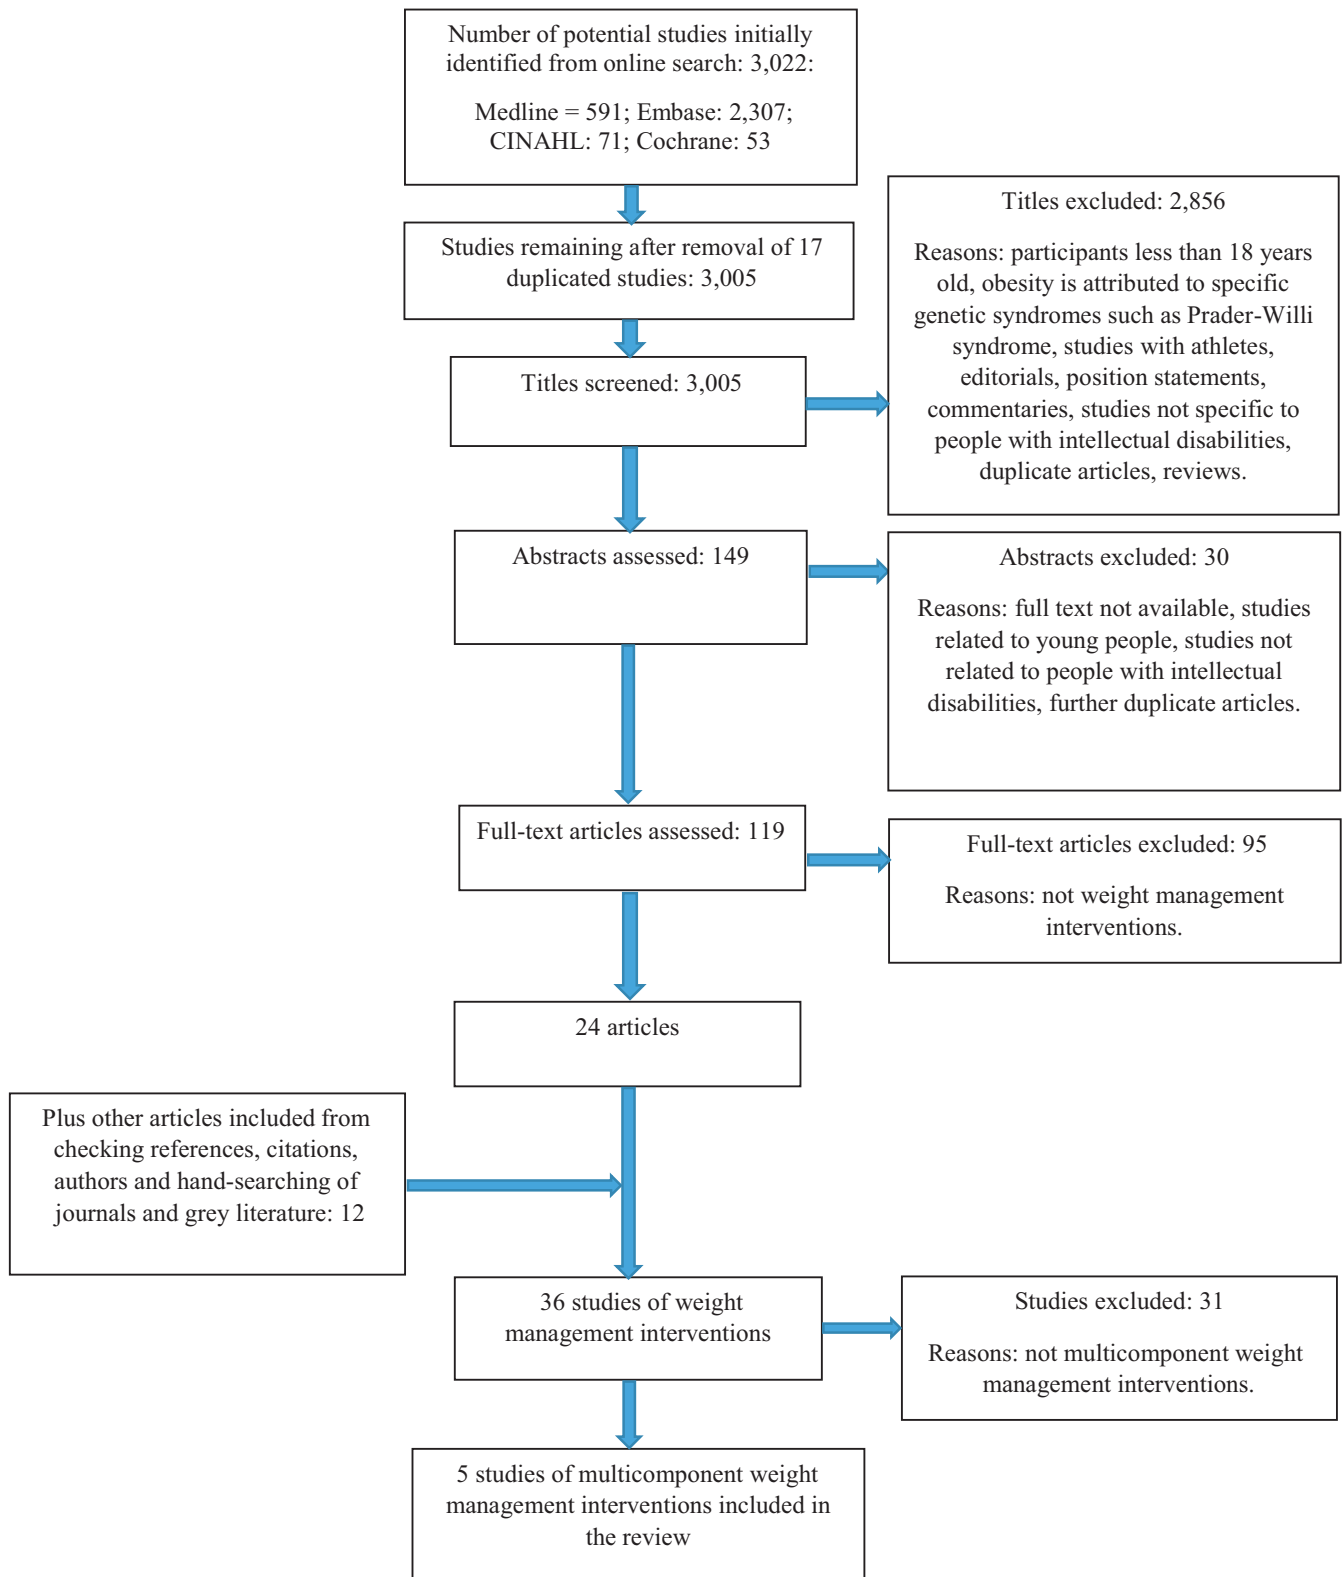 Number of potential studies initially
identified from online search: 3,022:
Medline = 591; Embase: 2,307;
CINAHL: 71; Cochrane: 53
Studies remaining after removal of 17
duplicated studies: 3,005
Titles screened: 3,005
Titles excluded: 2,856
Reasons: participants less than 18 years
old, obesity is attributed to specific
genetic syndromes such as Prader-Willi
syndrome, studies with athletes,
editorials, position statements,
commentaries, studies not specific to
people with intellectual disabilities,
duplicate articles, reviews.
Abstracts assessed: 149
Abstracts excluded: 30
Reasons: full text not available, studies
related to young people, studies not
related to people with intellectual
disabilities, further duplicate articles.
Full-text articles assessed: 119
Full-text articles excluded: 95
Reasons: not weight management
interventions.
24 articles
Plus other articles included from
checking references, citations,
authors and hand-searching of
journals and grey literature: 12
36 studies of weight
management interventions
Studies excluded: 31
Reasons: not multicomponent weight
management interventions.
5 studies of multicomponent weight
management interventions included in
the review